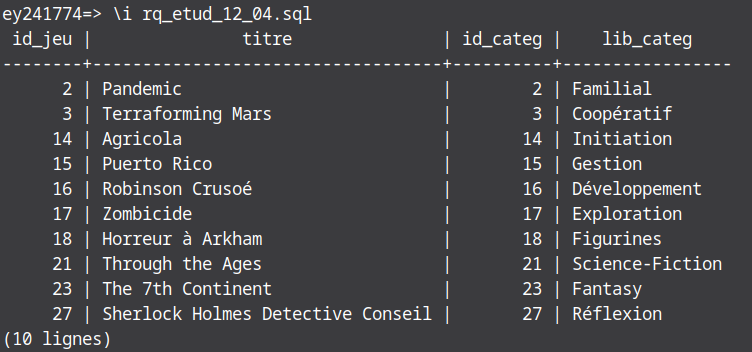 ey241774=> \i rq_etud_12_04.sql
 id_jeu |               titre               | id_categ |    lib_categ
--------+-----------------------------------+----------+-----------------
      2 | Pandemic                          |        2 | Familial
      3 | Terraforming Mars                 |        3 | Coopératif
     14 | Agricola                          |       14 | Initiation
     15 | Puerto Rico                       |       15 | Gestion
     16 | Robinson Crusoé                   |       16 | Développement
     17 | Zombicide                         |       17 | Exploration
     18 | Horreur à Arkham                  |       18 | Figurines
     21 | Through the Ages                  |       21 | Science-Fiction
     23 | The 7th Continent                 |       23 | Fantasy
     27 | Sherlock Holmes Detective Conseil |       27 | Réflexion
(10 lignes)